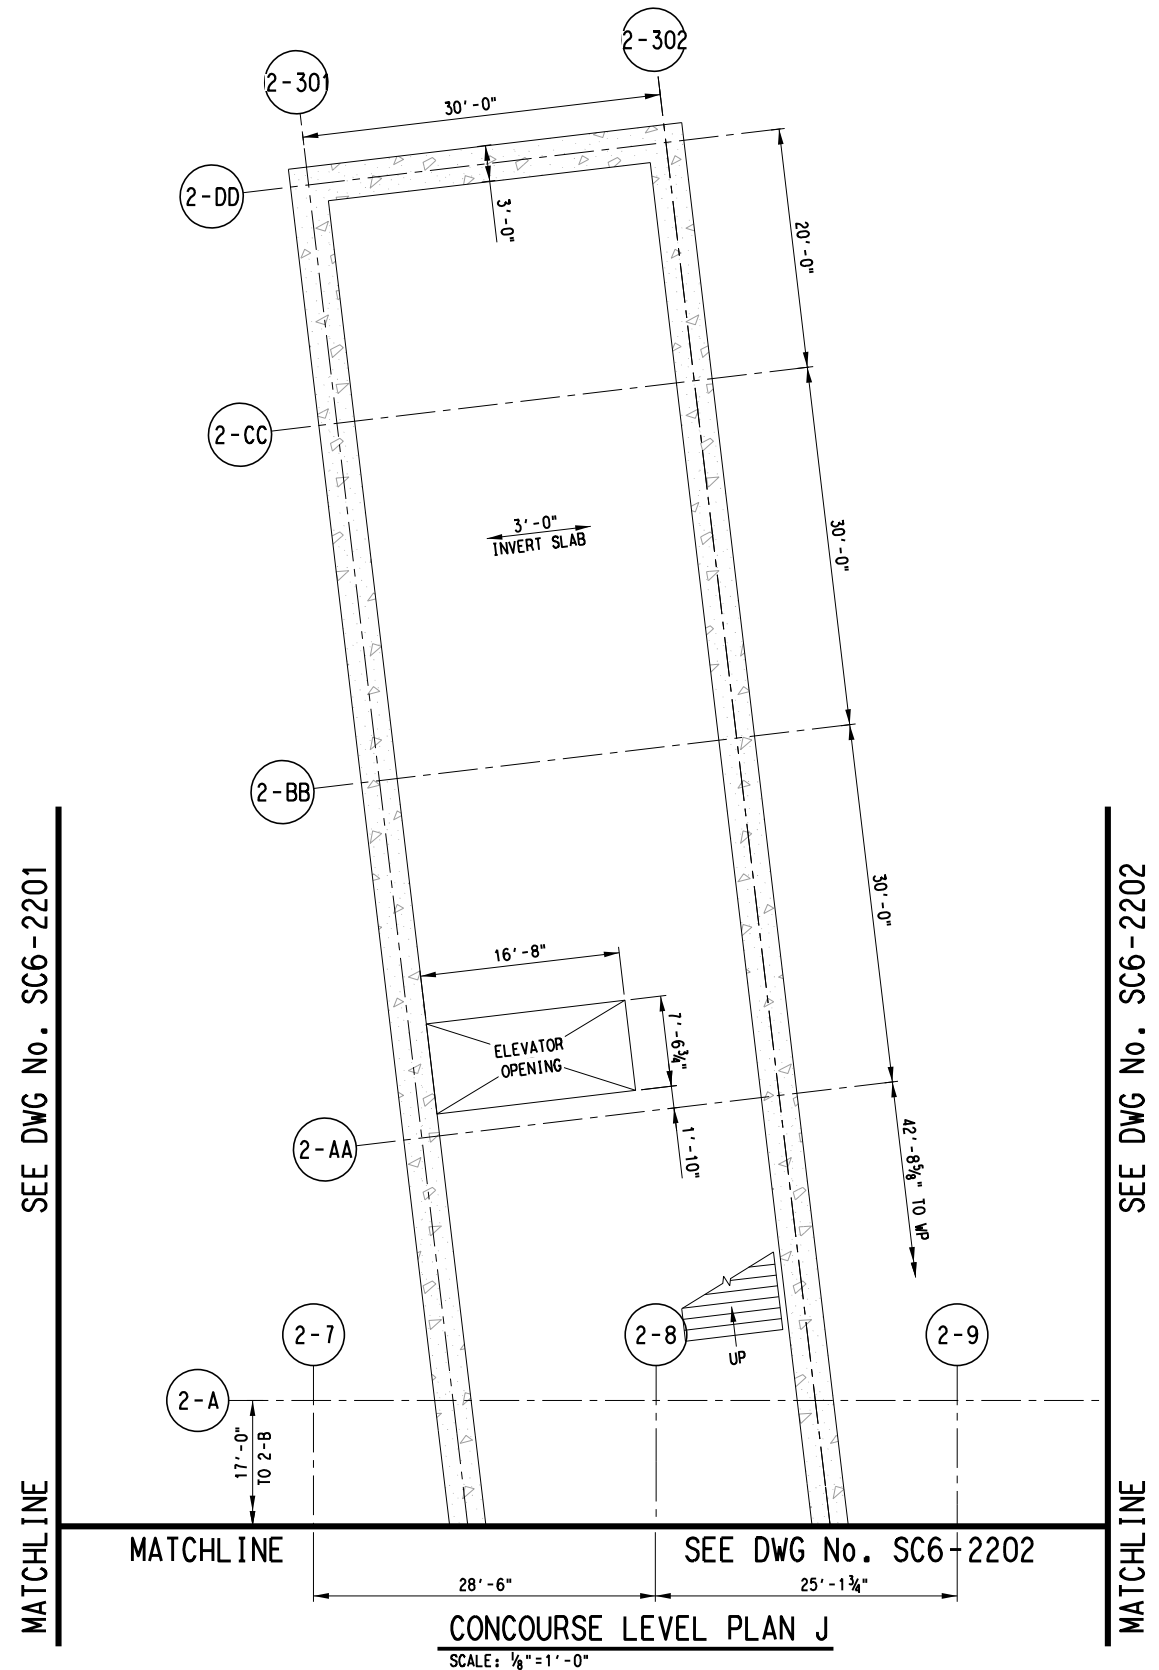 2-302
2-301
30'-0"
2-DD
3'-0"
20'-0"
2-CC
3'-0"
INVERT SLAB
30'-0"
2-BB
30'-0"
SEE DWG No. SC6-2201
SEE DWG No. SC6-2202
16'-8"
7'-6¾"
ELEVATOR
OPENING
2-AA
1'-10"
42'-8⅝" TO WP
2-7
2-8
2-9
UP
2-A
17'-0"
TO 2-B
MATCHLINE
MATCHLINE
MATCHLINE
SEE DWG No. SC6-2202
28'-6"
25'-1¾"
CONCOURSE LEVEL PLAN J
SCALE: ⅛"=1'-0"